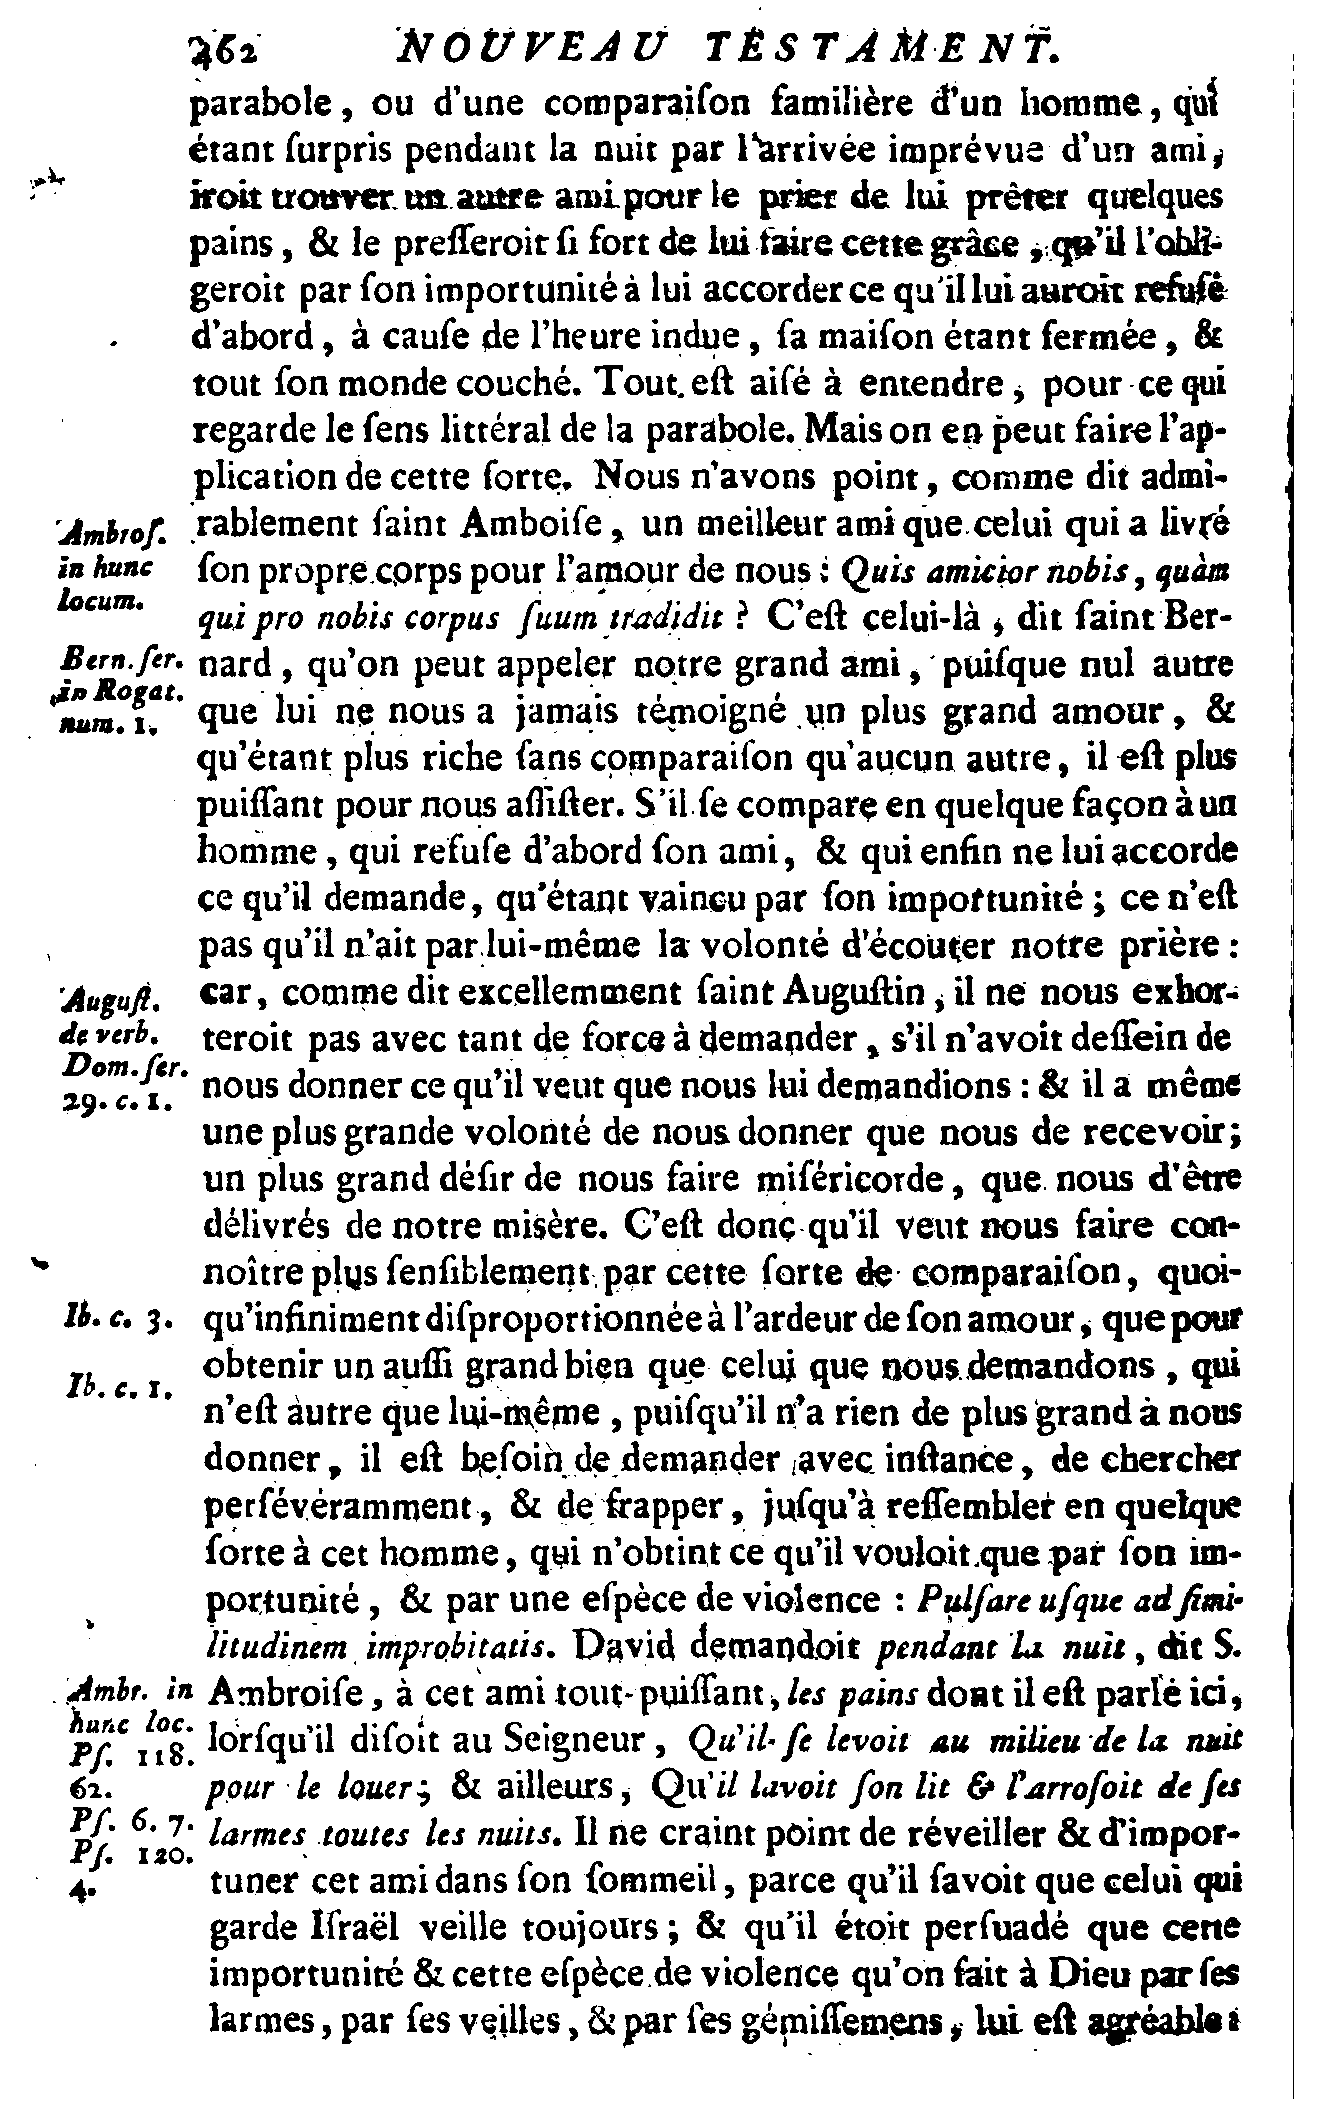 462 NOUVEAU TESTAMENT.
parabole, ou d'une comparaiſon familière d'un homme, qui
étant ſurpris pendant la nuit par l'arrivée imprévue d'un ami,
iroit trouver un autre ami pour le prier de lui prêter quelques
pains, & le preſſeroit ſi fort de lui faire cette grâce, qu'il l'obli-
geroit par ſon importunité à lui accorder ce qu'il lui auroit refuſé
d'abord, à cauſe de l'heure indue, ſa maiſon étant fermée, &
tout ſon monde couché. Tout eſt aiſé à entendre, pour ce qui
regarde le ſens littéral de la parabole. Mais on en peut faire l'ap-
plication de cette ſorte. Nous n'avons point, comme dit admi-
rablement ſaint Amboiſe, un meilleur ami que celui qui a livré
ſon propre corps pour l'amour de nous : Quis amicior nobis, quàm
qui pro nobis corpus ſuum tradidit ? C'eſt celui-là, dit ſaint Ber-
nard, qu'on peut appeler notre grand ami, puiſque nul autre
que lui ne nous a jamais témoigné un plus grand amour, &
qu'étant plus riche ſans comparaiſon qu'aucun autre, il eſt plus
puiſſant pour nous aſſiſter. S'il ſe compare en quelque façon à un
homme, qui refuſe d'abord ſon ami, & qui enfin ne lui accorde
ce qu'il demande, qu'étant vaincu par ſon importunité ; ce n'eſt
pas qu'il n'ait par lui-même la volonté d'écouter notre prière :
car, comme dit excellemment ſaint Auguſtin, il ne nous exhor-
teroit pas avec tant de force à demander, s'il n'avoit deſſein de
nous donner ce qu'il veut que nous lui demandions : & il a même
une plus grande volonté de nous donner que nous de recevoir ;
un plus grand déſir de nous faire miſéricorde, que nous d'être
délivrés de notre misère. C'eſt donc qu'il veut nous faire con-
noître plus ſenſiblement par cette ſorte de comparaiſon, quoi-
qu'infiniment diſproportionnée à l'ardeur de ſon amour, que pour
obtenir un auſſi grand bien que celui que nous demandons, qui
n'eſt autre que lui-même, puiſqu'il n'a rien de plus grand à nous
donner, il eſt beſoin de demander avec inſtance, de chercher
perſévéramment, & de frapper, juſqu'à reſſembler en quelque
ſorte à cet homme, qui n'obtint ce qu'il vouloit que par ſon im-
portunité, & par une eſpèce de violence : Pulſare uſque ad ſimi-
litudinem improbitatis. David demandoit pendant la nuit, dit S.
Ambroiſe, à cet ami tout-puiſſant, les pains dont il eſt parlé ici,
lorſqu'il diſoit au Seigneur, Qu'il ſe levoit au milieu de la nuit
pour le louer ; & ailleurs, Qu'il lavoit ſon lit & l'arroſoit de ſes
larmes toutes les nuits. Il ne craint point de réveiller & d'impor-
tuner cet ami dans ſon ſommeil, parce qu'il ſavoit que celui qui
garde Iſraël veille toujours ; & qu'il étoit perſuadé que cette
importunité & cette eſpèce de violence qu'on fait à Dieu par ſes
larmes, par ſes veilles, & par ſes gémiſſemens, lui eſt agréable :
Ambroſ.
in hunc
locum.
Bern. ſer.
in Rogat.
num. 1.
Auguſt.
de verb.
Dom. ſer.
29. c. 1.
Ib. c. 3.
Ib. c. 1.
Ambr. in
hunc loc.
Pſ. 118.
62.
Pſ. 6. 7.
Pſ. 120.
4.